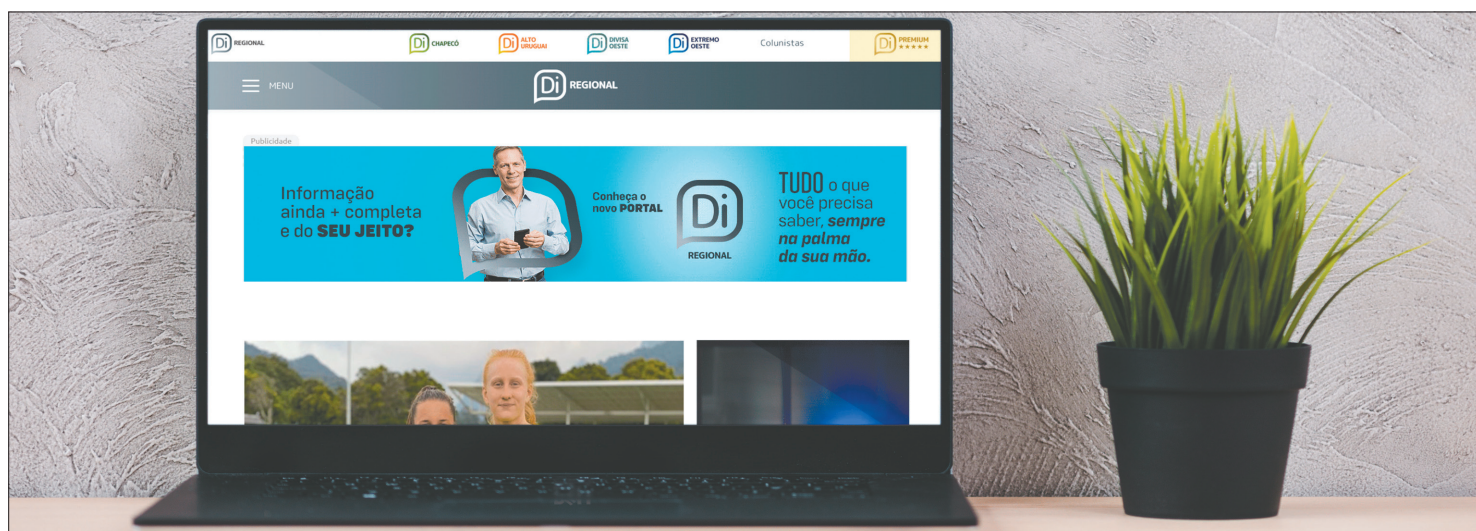 Di REGIONAL
Di CHAPECÓ
Di ALTO
URUGUAI
Di DIVISA
OESTE
Di EXTREMO
OESTE
Colunistas
Di PREMIUM
MENU
Di REGIONAL
Publicidade
Informação
ainda + completa
e do SEU JEITO?
Conheça o
novo PORTAL
Di
REGIONAL
TUDO o que
você precisa
saber, sempre
na palma
da sua mão.